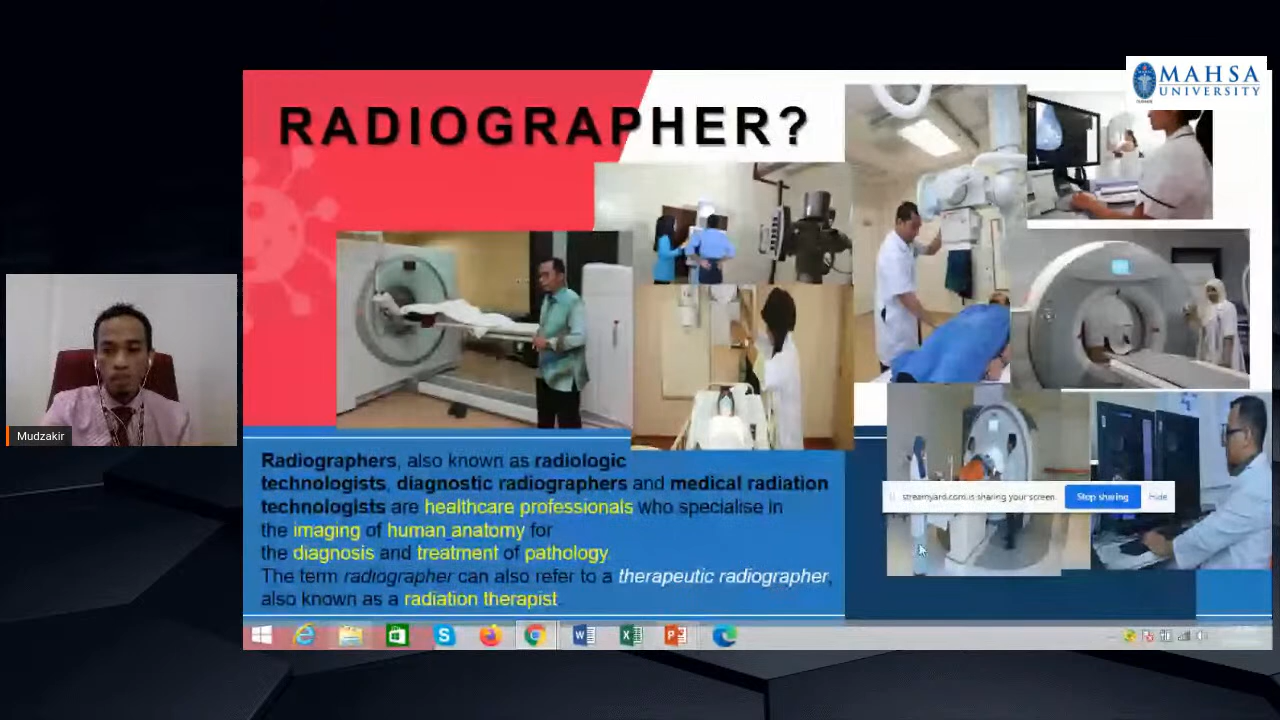 MAHSA
UNIVERSITY
RADIOGRAPHER?
Mudzakir
Radiographers, also known as radiologic
technologists, diagnostic radiographers and medical radiation
technologists are healthcare professionals who specialise in
the imaging of human anatomy for
the diagnosis and treatment of pathology.
The term radiographer can also refer to a therapeutic radiographer,
also known as a radiation therapist.
streamyard.com is sharing your screen.
Stop sharing
Hide